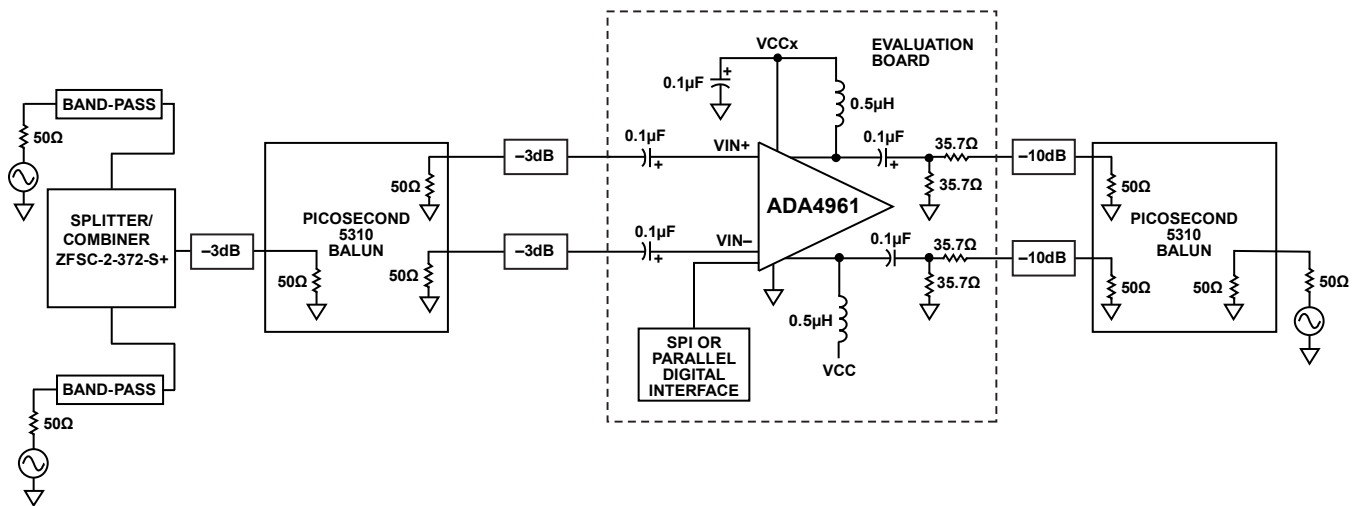 BAND-PASS
50Ω
SPLITTER/
COMBINER
ZFSC-2-372-S+
BAND-PASS
50Ω
–3dB
50Ω
PICOSECOND
5310
BALUN
50Ω
50Ω
–3dB
–3dB
EVALUATION
BOARD
VCCx
+
0.1µF
0.5µH
0.1µF
+
VIN+
0.1µF
+
VIN–
ADA4961
0.1µF
+
35.7Ω
35.7Ω
0.1µF
+
35.7Ω
35.7Ω
0.5µH
VCC
SPI OR
PARALLEL
DIGITAL
INTERFACE
–10dB
–10dB
50Ω
PICOSECOND
5310
BALUN
50Ω
50Ω
50Ω